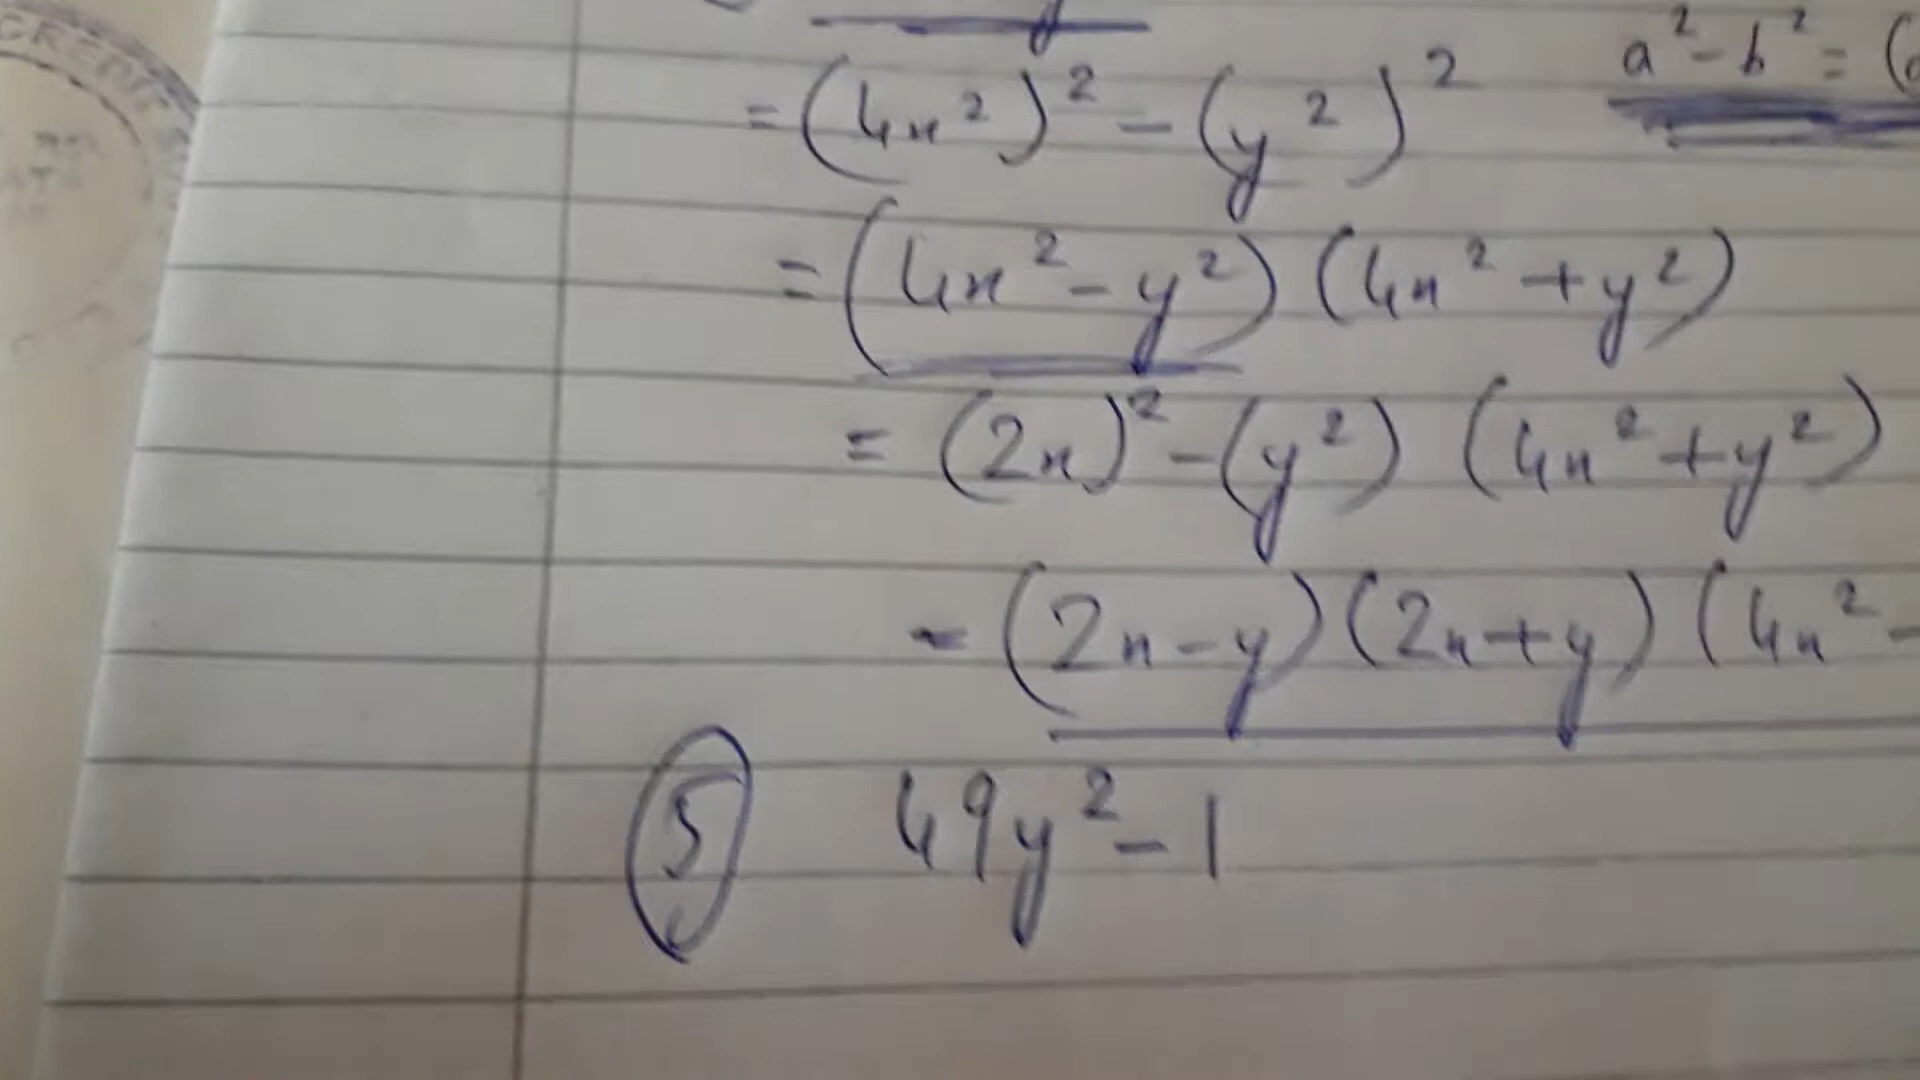 a² - b² = (a
= (4x²)² - (y²)²
= (4x² - y²) (4x² + y²)
= (2x)² - (y²) (4x² + y²)
= (2x - y) (2x + y) (4x² -
5 49y² - 1